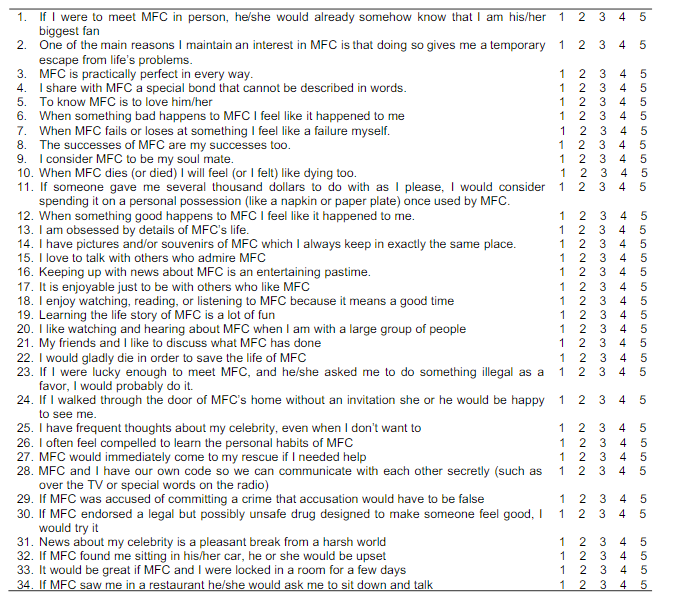 1. If I were to meet MFC in person, he/she would already somehow know that I am his/her 1 2 3 4 5
biggest fan
2. One of the main reasons I maintain an interest in MFC is that doing so gives me a temporary 1 2 3 4 5
escape from life's problems.
3. MFC is practically perfect in every way. 1 2 3 4 5
4. I share with MFC a special bond that cannot be described in words. 1 2 3 4 5
5. To know MFC is to love him/her 1 2 3 4 5
6. When something bad happens to MFC I feel like it happened to me 1 2 3 4 5
7. When MFC fails or loses at something I feel like a failure myself. 1 2 3 4 5
8. The successes of MFC are my successes too. 1 2 3 4 5
9. I consider MFC to be my soul mate. 1 2 3 4 5
10. When MFC dies (or died) I will feel (or I felt) like dying too. 1 2 3 4 5
11. If someone gave me several thousand dollars to do with as I please, I would consider 1 2 3 4 5
spending it on a personal possession (like a napkin or paper plate) once used by MFC.
12. When something good happens to MFC I feel like it happened to me. 1 2 3 4 5
13. I am obsessed by details of MFC's life. 1 2 3 4 5
14. I have pictures and/or souvenirs of MFC which I always keep in exactly the same place. 1 2 3 4 5
15. I love to talk with others who admire MFC 1 2 3 4 5
16. Keeping up with news about MFC is an entertaining pastime. 1 2 3 4 5
17. It is enjoyable just to be with others who like MFC 1 2 3 4 5
18. I enjoy watching, reading, or listening to MFC because it means a good time 1 2 3 4 5
19. Learning the life story of MFC is a lot of fun 1 2 3 4 5
20. I like watching and hearing about MFC when I am with a large group of people 1 2 3 4 5
21. My friends and I like to discuss what MFC has done 1 2 3 4 5
22. I would gladly die in order to save the life of MFC 1 2 3 4 5
23. If I were lucky enough to meet MFC, and he/she asked me to do something illegal as a 1 2 3 4 5
favor, I would probably do it.
24. If I walked through the door of MFC's home without an invitation she or he would be happy 1 2 3 4 5
to see me.
25. I have frequent thoughts about my celebrity, even when I don't want to 1 2 3 4 5
26. I often feel compelled to learn the personal habits of MFC 1 2 3 4 5
27. MFC would immediately come to my rescue if I needed help 1 2 3 4 5
28. MFC and I have our own code so we can communicate with each other secretly (such as 1 2 3 4 5
over the TV or special words on the radio)
29. If MFC was accused of committing a crime that accusation would have to be false 1 2 3 4 5
30. If MFC endorsed a legal but possibly unsafe drug designed to make someone feel good, I 1 2 3 4 5
would try it
31. News about my celebrity is a pleasant break from a harsh world 1 2 3 4 5
32. If MFC found me sitting in his/her car, he or she would be upset 1 2 3 4 5
33. It would be great if MFC and I were locked in a room for a few days 1 2 3 4 5
34. If MFC saw me in a restaurant he/she would ask me to sit down and talk 1 2 3 4 5